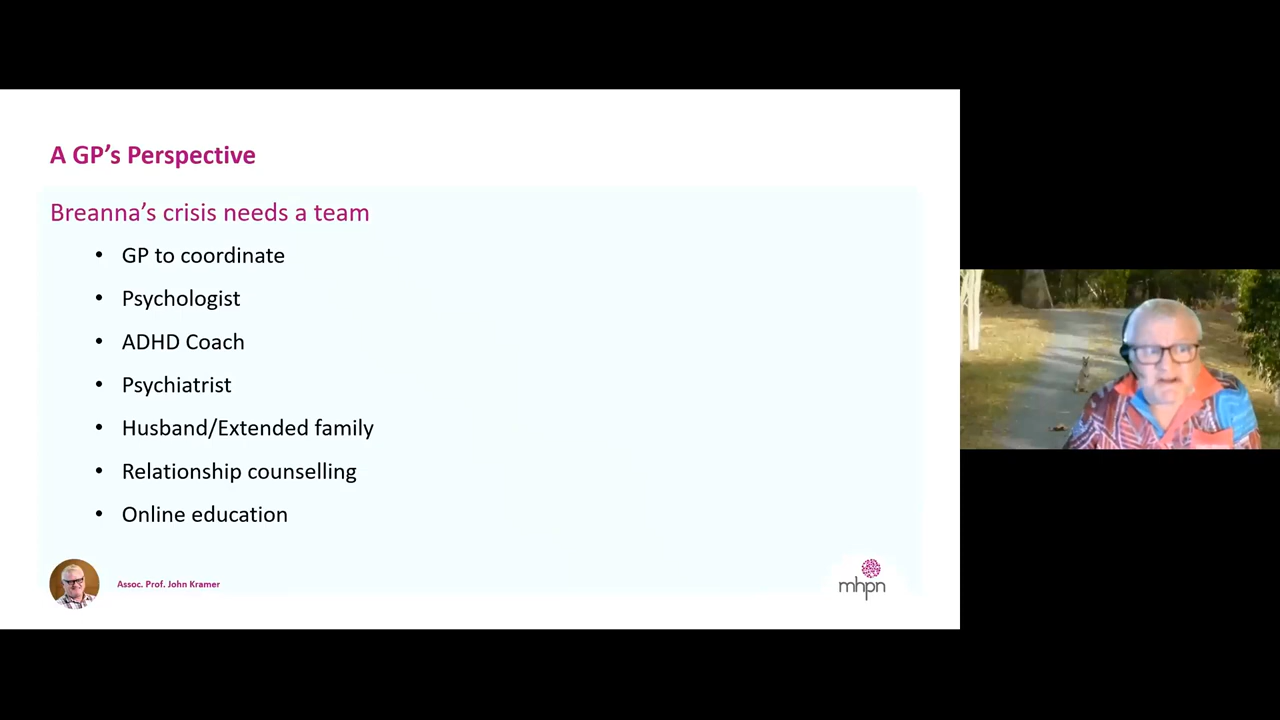 A GP’s Perspective
Breanna’s crisis needs a team
• GP to coordinate
• Psychologist
• ADHD Coach
• Psychiatrist
• Husband/Extended family
• Relationship counselling
• Online education
Assoc. Prof. John Kramer
mhpn